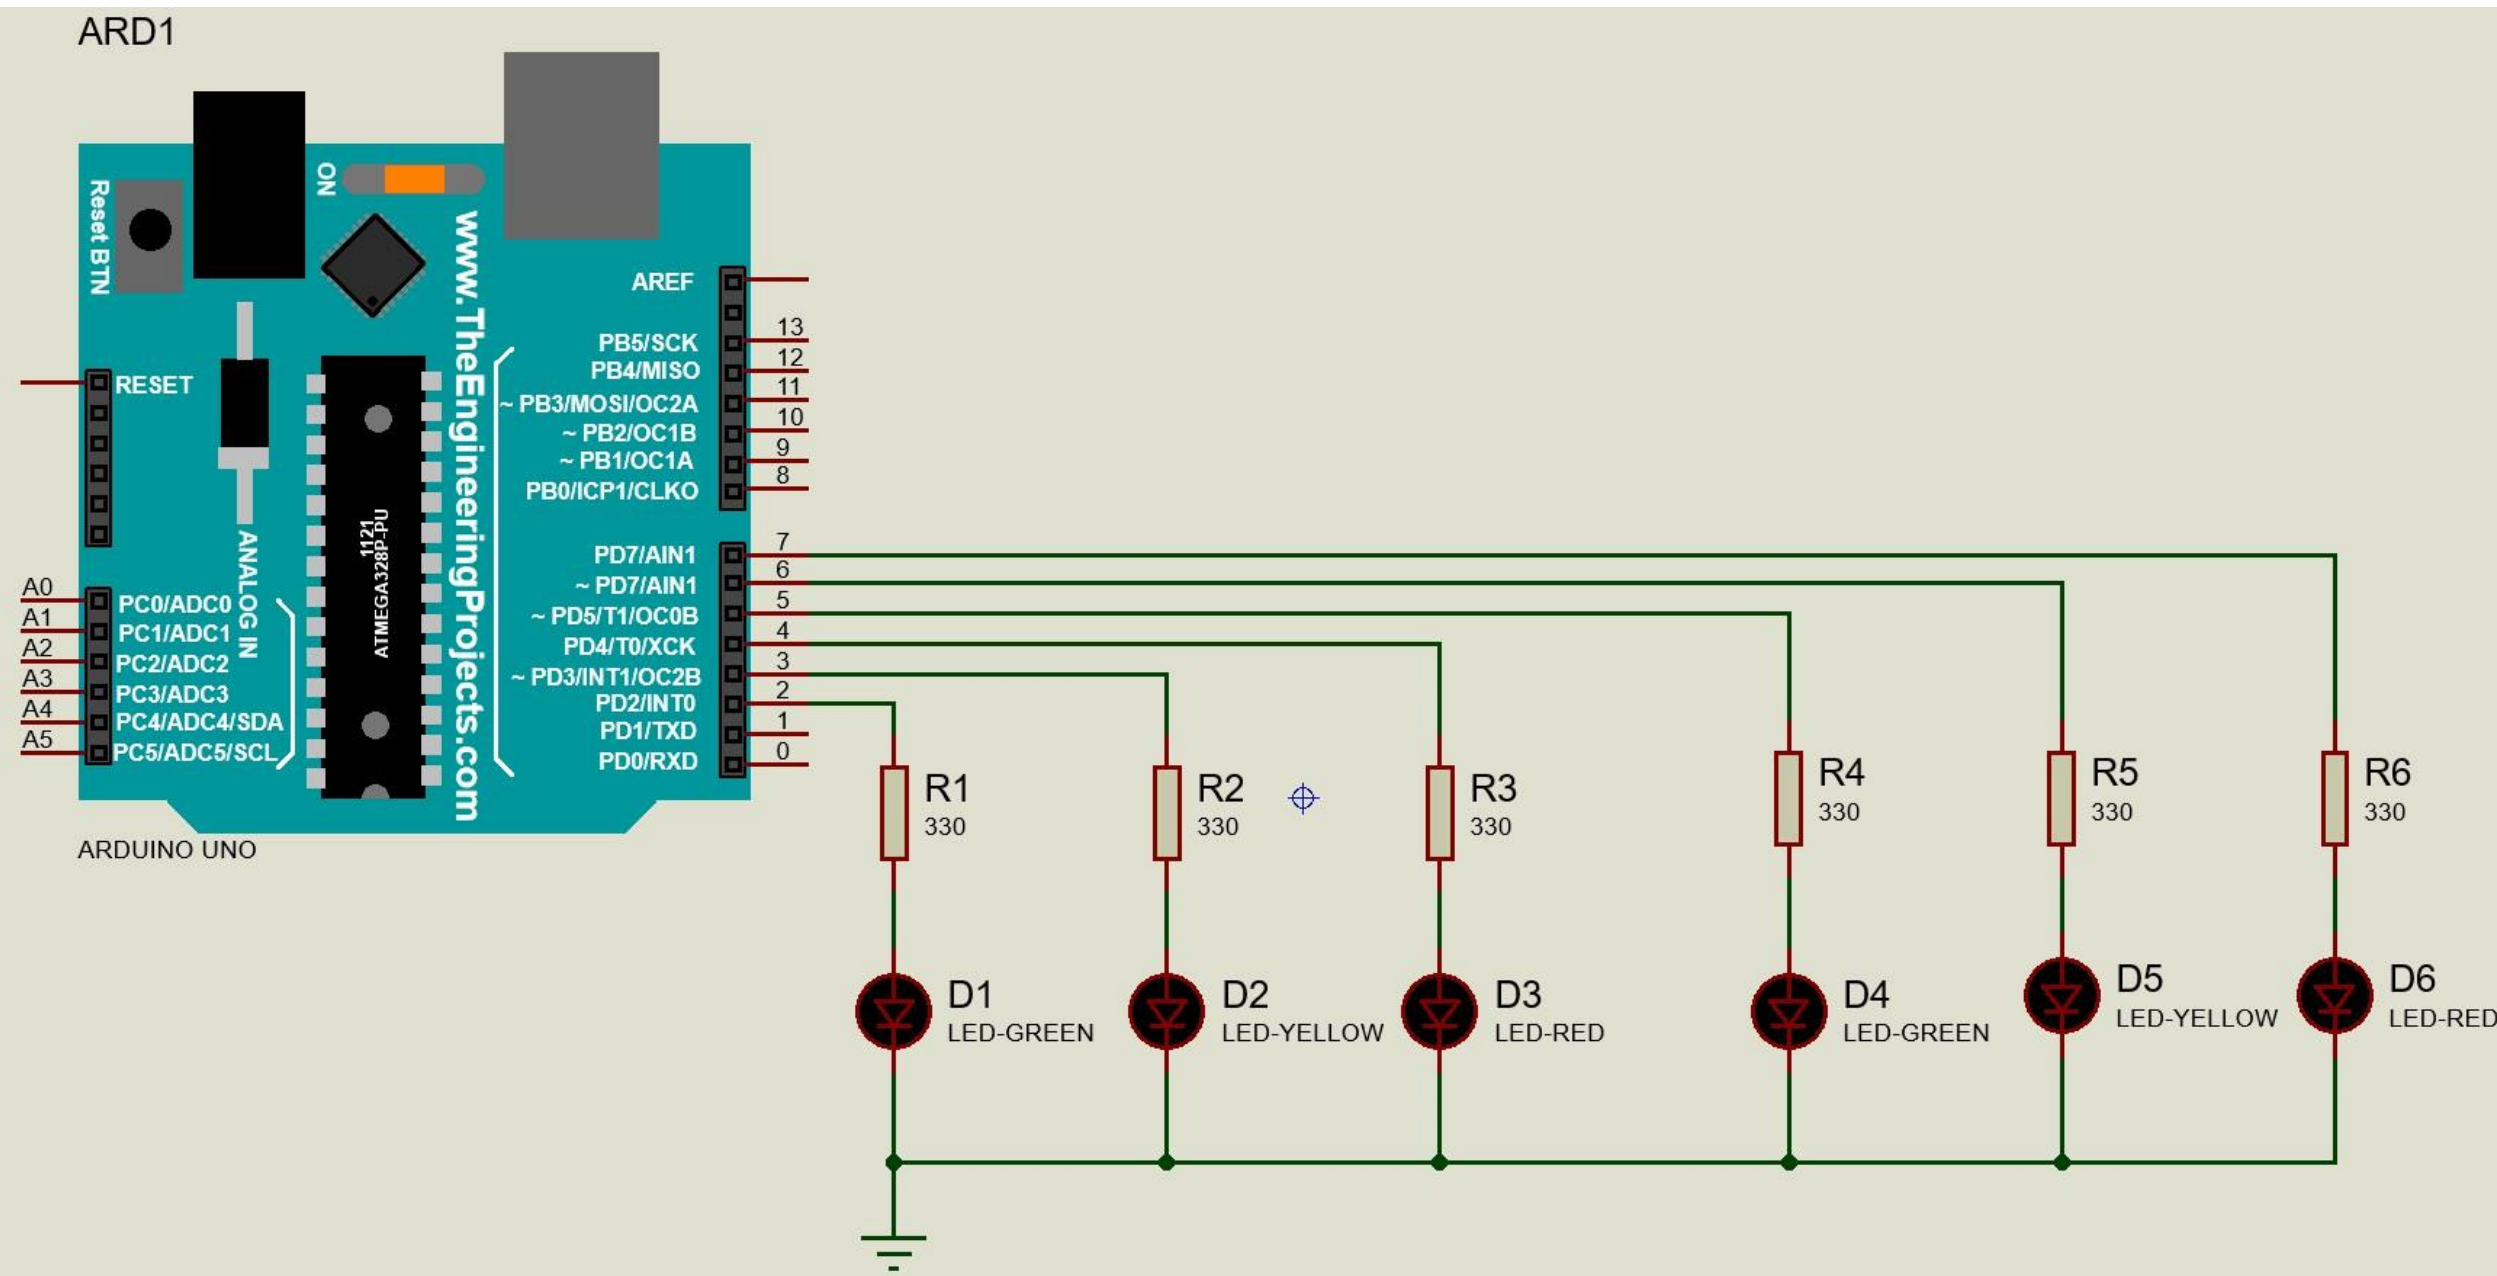 ARD1
ON
Reset BTN
www.TheEngineeringProjects.com
AREF
13
PB5/SCK
12
PB4/MISO
11
~ PB3/MOSI/OC2A
10
~ PB2/OC1B
9
~ PB1/OC1A
8
PB0/ICP1/CLKO
RESET
1121
ATMEGA328P-PU
ANALOG IN
7
PD7/AIN1
6
~ PD7/AIN1
5
~ PD5/T1/OC0B
4
PD4/T0/XCK
3
~ PD3/INT1/OC2B
2
PD2/INT0
1
PD1/TXD
0
PD0/RXD
A0 PC0/ADC0
A1 PC1/ADC1
A2 PC2/ADC2
A3 PC3/ADC3
A4 PC4/ADC4/SDA
A5 PC5/ADC5/SCL
ARDUINO UNO
R1
330
R2
330
R3
330
R4
330
R5
330
R6
330
D1
LED-GREEN
D2
LED-YELLOW
D3
LED-RED
D4
LED-GREEN
D5
LED-YELLOW
D6
LED-RED